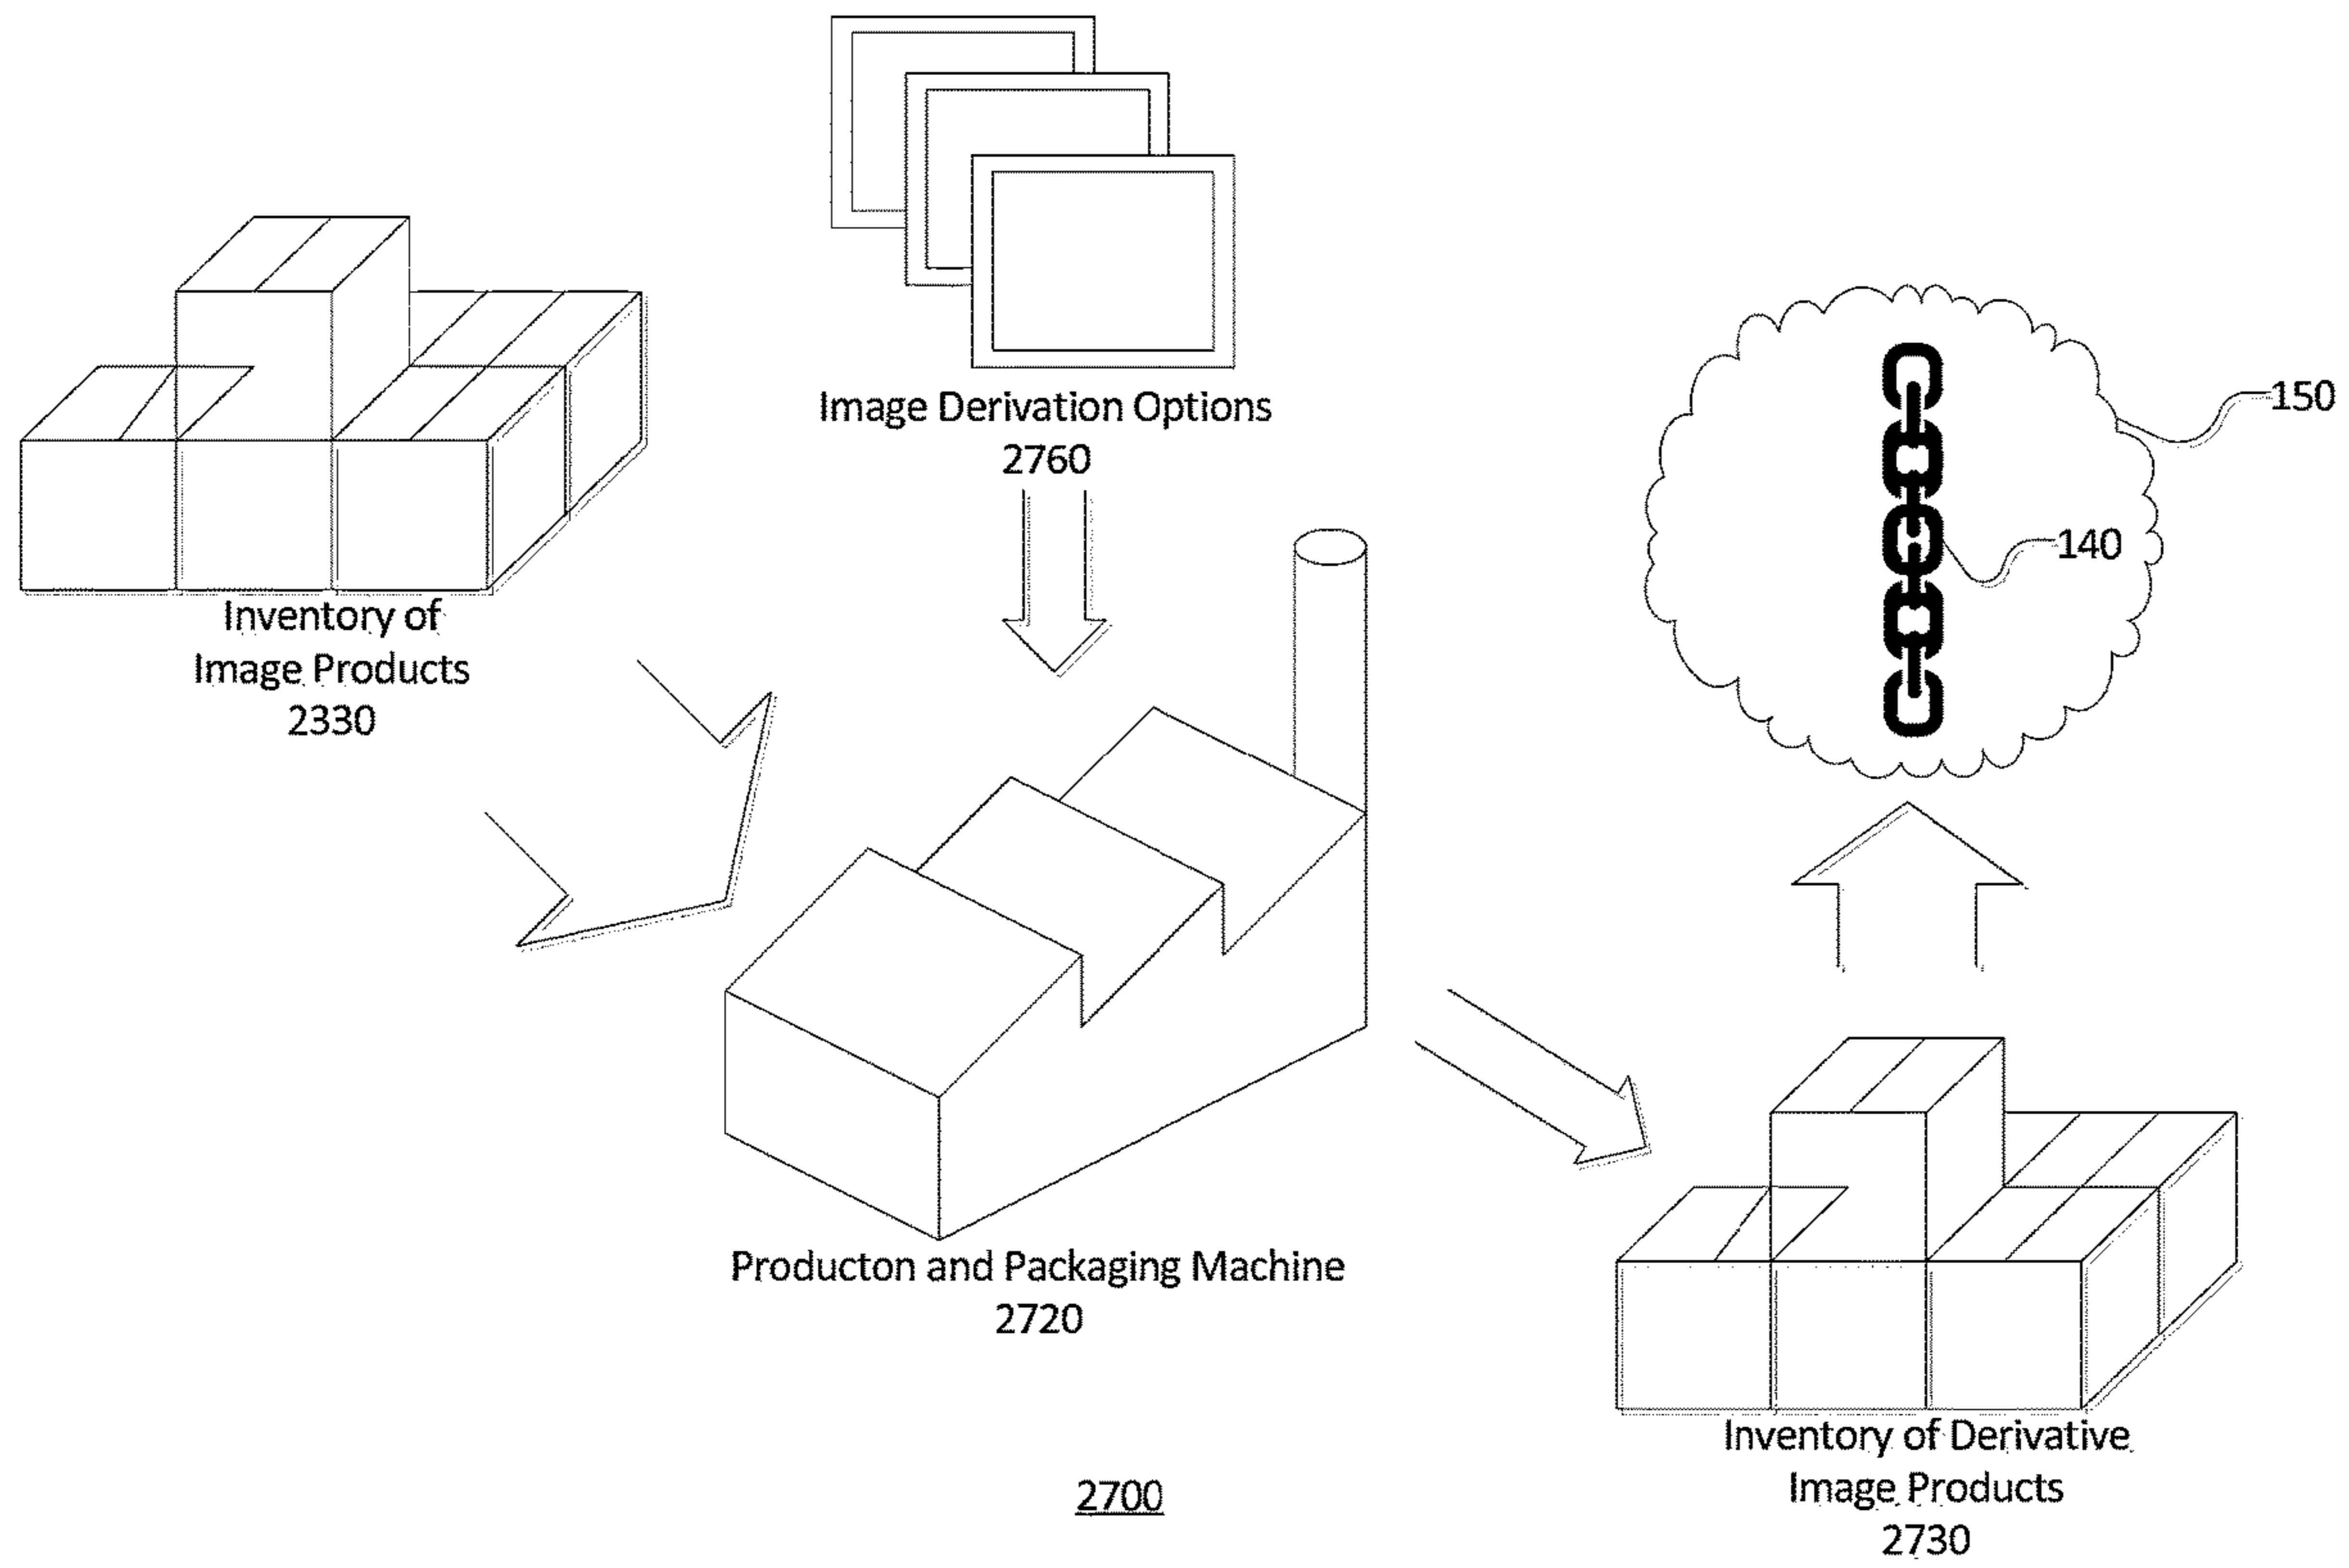 Image Derivation Options
2760
150
140
Inventory of
Image Products
2330
Producton and Packaging Machine
2720
Inventory of Derivative
Image Products
2730
2700